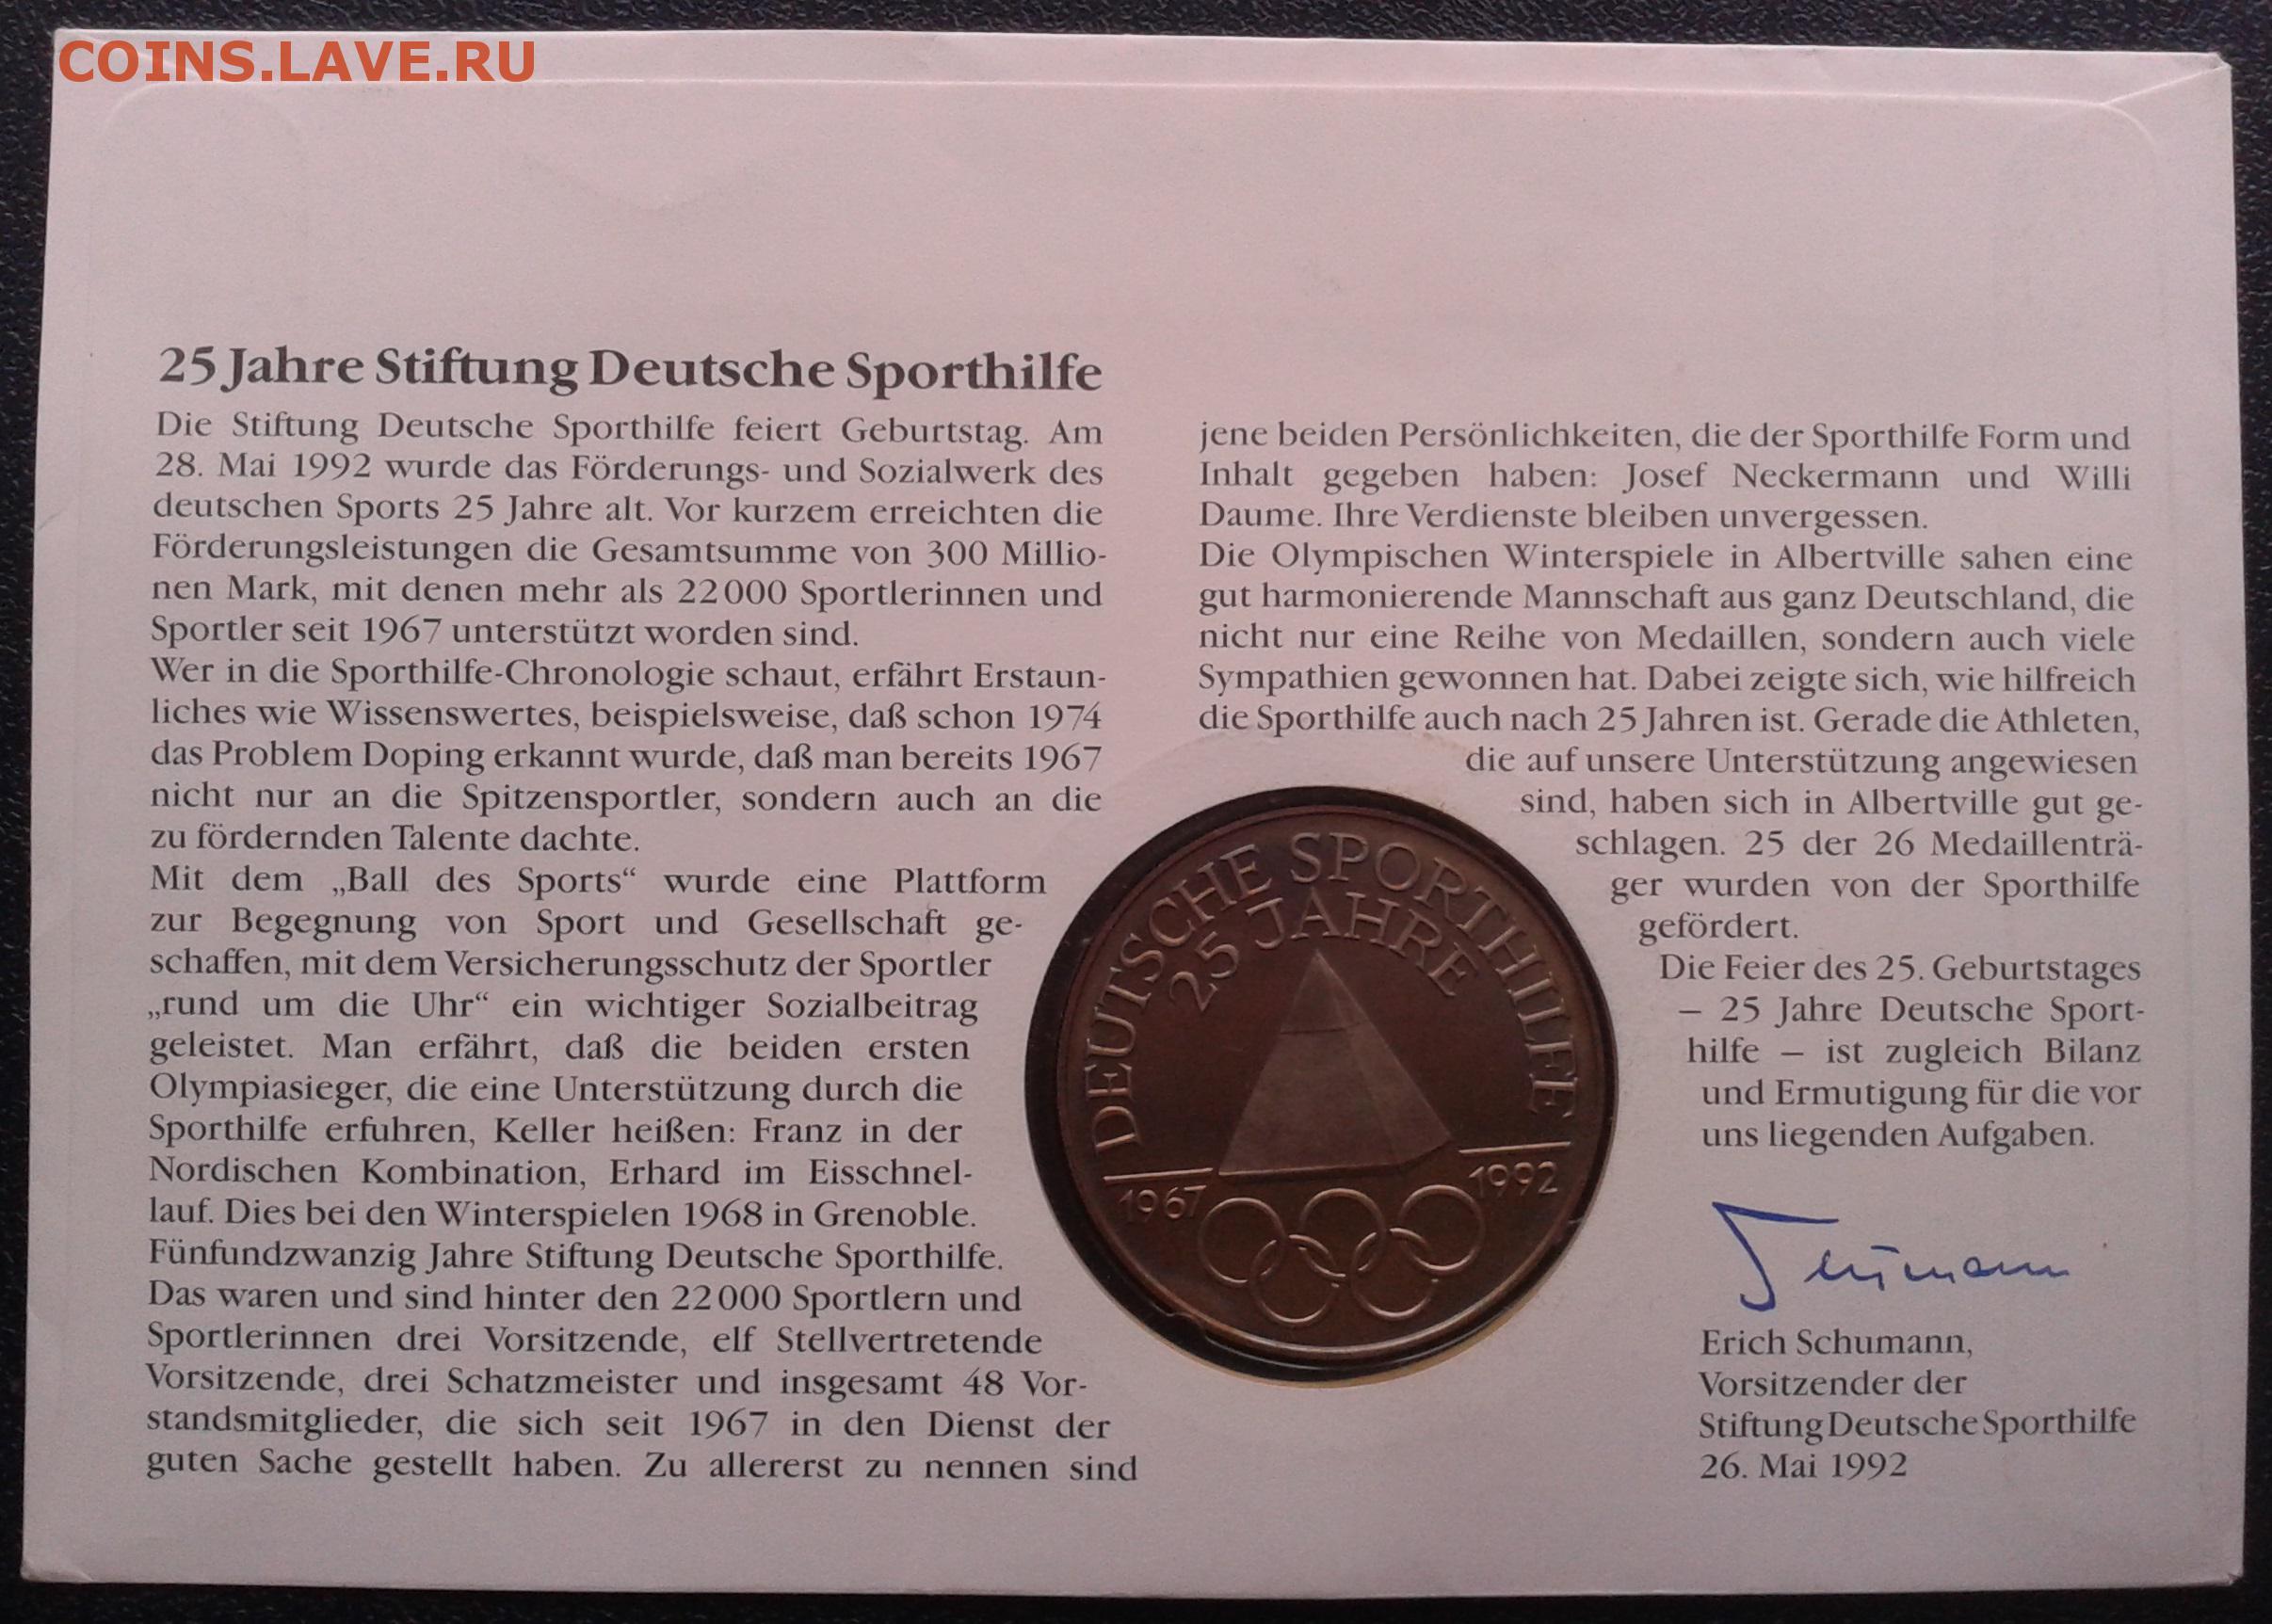 COINS.LAVE.RU
25 Jahre Stiftung Deutsche Sporthilfe
Die Stiftung Deutsche Sporthilfe feiert Geburtstag. Am
28. Mai 1992 wurde das Förderungs- und Sozialwerk des
deutschen Sports 25 Jahre alt. Vor kurzem erreichten die
Förderungsleistungen die Gesamtsumme von 300 Millio-
nen Mark, mit denen mehr als 22 000 Sportlerinnen und
Sportler seit 1967 unterstützt worden sind.
Wer in die Sporthilfe-Chronologie schaut, erfährt Erstaun-
liches wie Wissenswertes, beispielsweise, daß schon 1974
das Problem Doping erkannt wurde, daß man bereits 1967
nicht nur an die Spitzensportler, sondern auch an die
zu fördernden Talente dachte.
Mit dem „Ball des Sports“ wurde eine Plattform
zur Begegnung von Sport und Gesellschaft ge-
schaffen, mit dem Versicherungsschutz der Sportler
„rund um die Uhr“ ein wichtiger Sozialbeitrag
geleistet. Man erfährt, daß die beiden ersten
Olympiasieger, die eine Unterstützung durch die
Sporthilfe erfuhren, Keller heißen: Franz in der
Nordischen Kombination, Erhard im Eisschnel-
lauf. Dies bei den Winterspielen 1968 in Grenoble.
Fünfundzwanzig Jahre Stiftung Deutsche Sporthilfe.
Das waren und sind hinter den 22 000 Sportlern und
Sportlerinnen drei Vorsitzende, elf Stellvertretende
Vorsitzende, drei Schatzmeister und insgesamt 48 Vor-
standsmitglieder, die sich seit 1967 in den Dienst der
guten Sache gestellt haben. Zu allererst zu nennen sind
jene beiden Persönlichkeiten, die der Sporthilfe Form und
Inhalt gegeben haben: Josef Neckermann und Willi
Daume. Ihre Verdienste bleiben unvergessen.
Die Olympischen Winterspiele in Albertville sahen eine
gut harmonierende Mannschaft aus ganz Deutschland, die
nicht nur eine Reihe von Medaillen, sondern auch viele
Sympathien gewonnen hat. Dabei zeigte sich, wie hilfreich
die Sporthilfe auch nach 25 Jahren ist. Gerade die Athleten,
die auf unsere Unterstützung angewiesen
sind, haben sich in Albertville gut ge-
schlagen. 25 der 26 Medaillenträ-
ger wurden von der Sporthilfe
gefördert.
Die Feier des 25. Geburtstages
– 25 Jahre Deutsche Sport-
hilfe – ist zugleich Bilanz
und Ermutigung für die vor
uns liegenden Aufgaben.
Erich Schumann,
Vorsitzender der
Stiftung Deutsche Sporthilfe
26. Mai 1992
DEUTSCHE SPORTHILFE
25 JAHRE
1967
1992